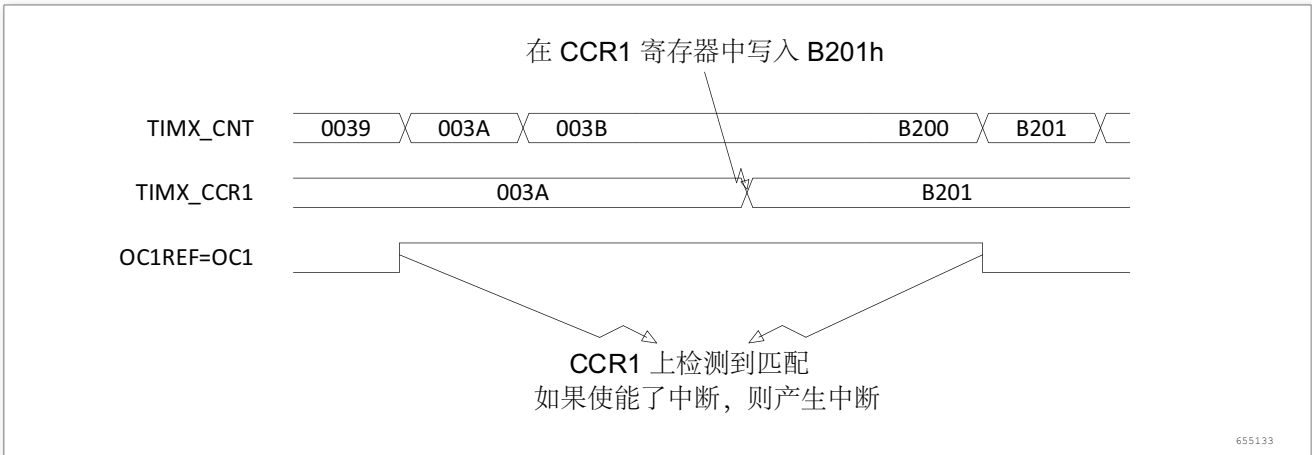 在 CCR1 寄存器中写入 B201h
TIMX_CNT 0039 003A 003B B200 B201
TIMX_CCR1 003A B201
OC1REF=OC1
CCR1 上检测到匹配
如果使能了中断，则产生中断
655133